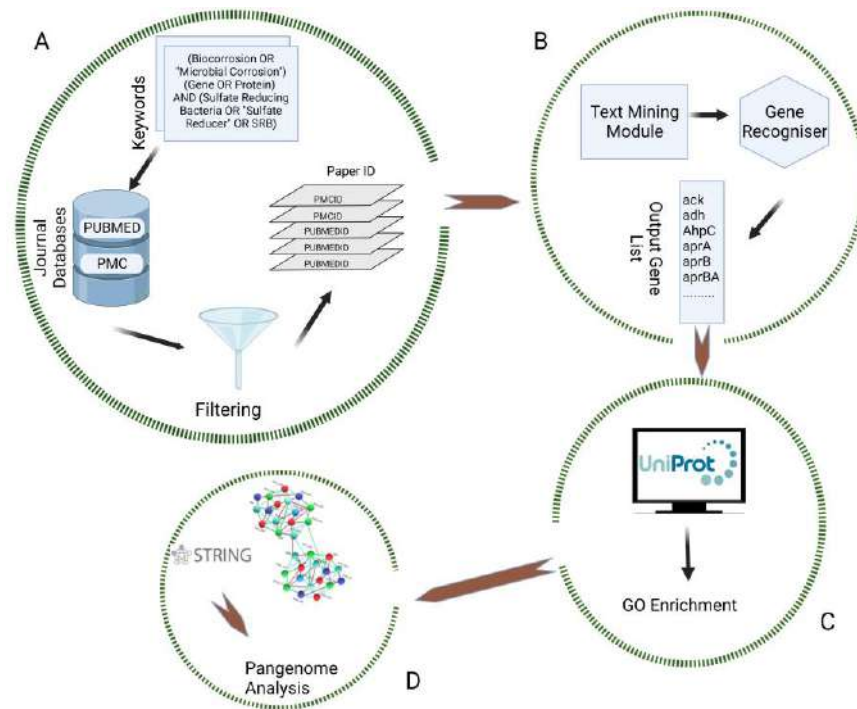 A
(Biocorrosion OR
"Microbial Corrosion")
(Gene OR Protein)
AND (Sulfate Reducing
Bacteria OR "Sulfate
Reducer" OR SRB)
Keywords
Journal
Databases
PUBMED
PMC
Paper ID
PMCID
PMCID
PUBMEDID
PUBMEDID
PUBMEDID
Filtering
B
Text Mining
Module
Gene
Recogniser
Output Gene
List
ack
adh
AhpC
aprA
aprB
aprBA
.........
UniProt
GO Enrichment
C
STRING
Pangenome
Analysis
D